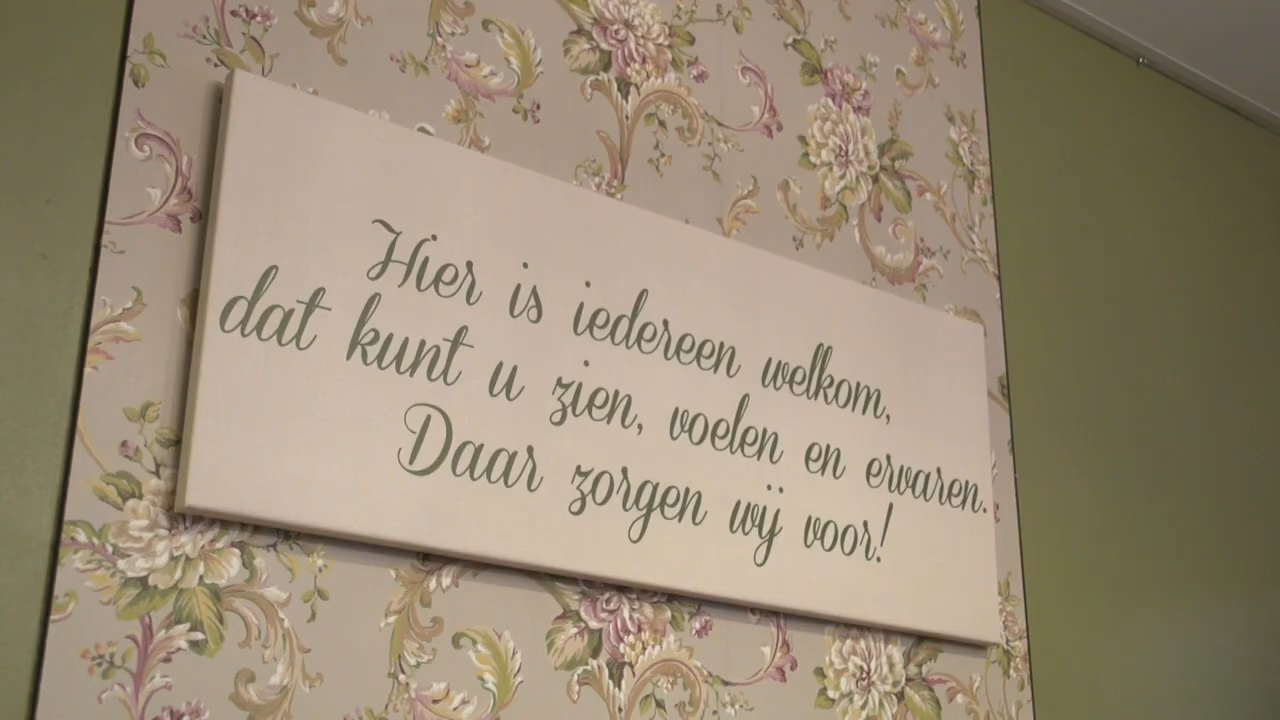 Hier is iedereen welkom,
dat kunt u zien, voelen en ervaren.
Daar zorgen wij voor!